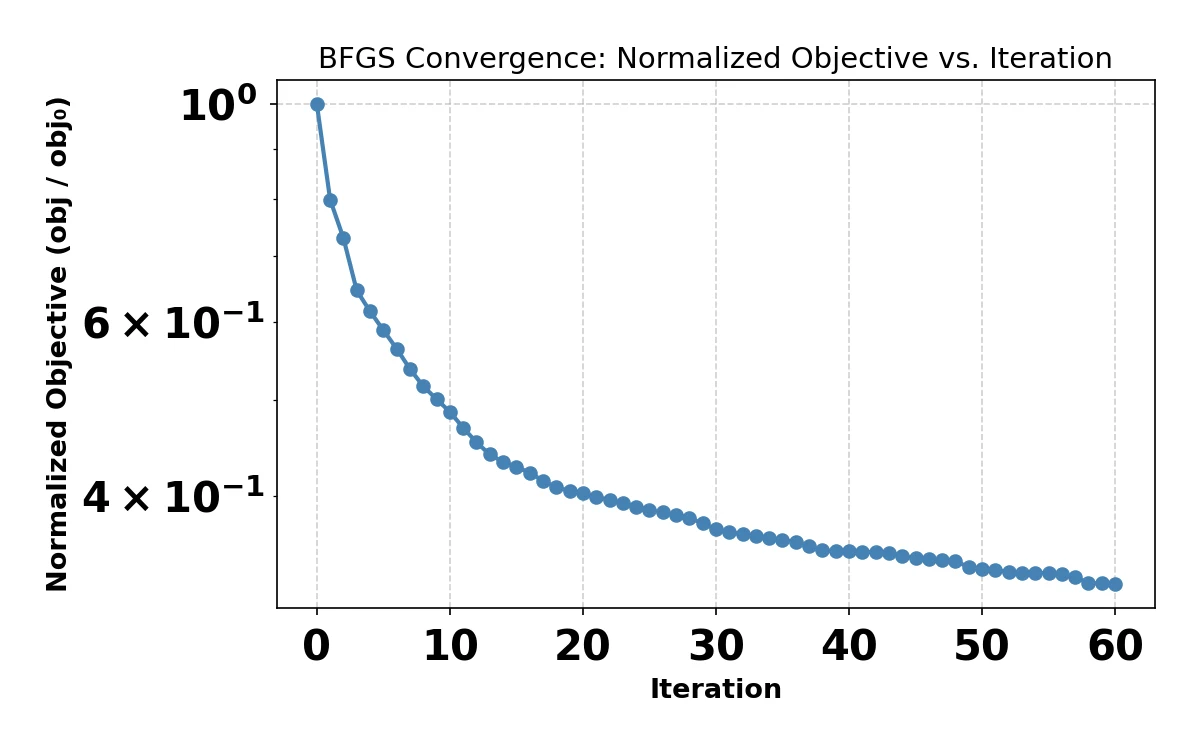 BFGS Convergence: Normalized Objective vs. Iteration
Normalized Objective (obj / obj₀)
10⁰
6 × 10⁻¹
4 × 10⁻¹
0 10 20 30 40 50 60
Iteration